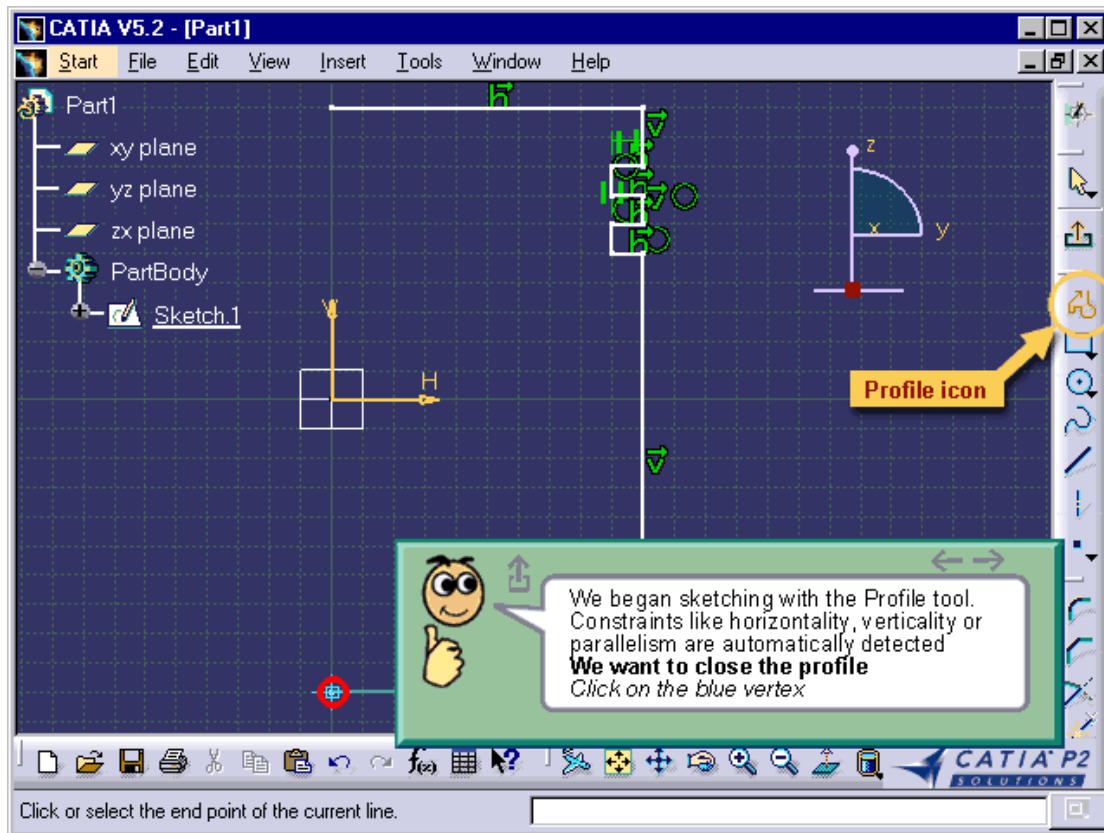 CATIA V5.2 - [Part1]
Start File Edit View Insert Tools Window Help
Part1
xy plane
yz plane
zx plane
PartBody
Sketch.1
V
H
z
x
y
Profile icon
We began sketching with the Profile tool.
Constraints like horizontality, verticality or
parallelism are automatically detected
We want to close the profile
Click on the blue vertex
f(x)
CATIA P2
SOLUTIONS
Click or select the end point of the current line.